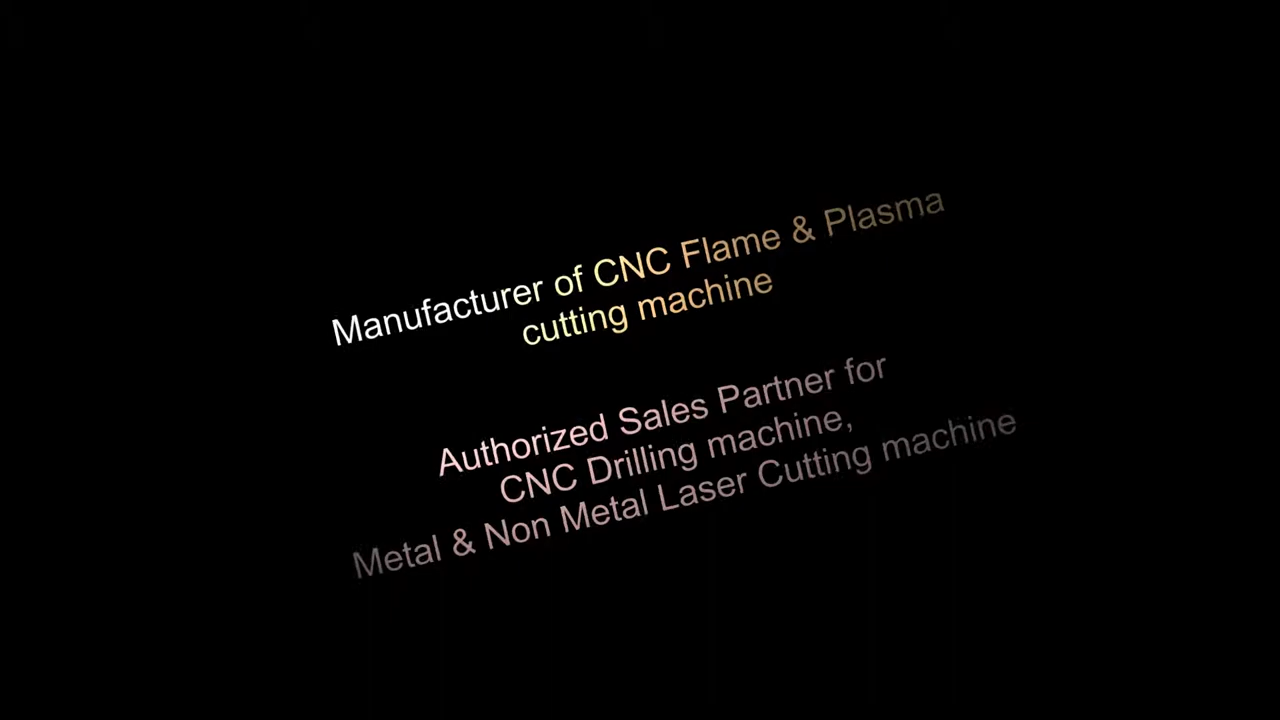 Manufacturer of CNC Flame & Plasma
cutting machine
Authorized Sales Partner for
CNC Drilling machine,
Metal & Non Metal Laser Cutting machine